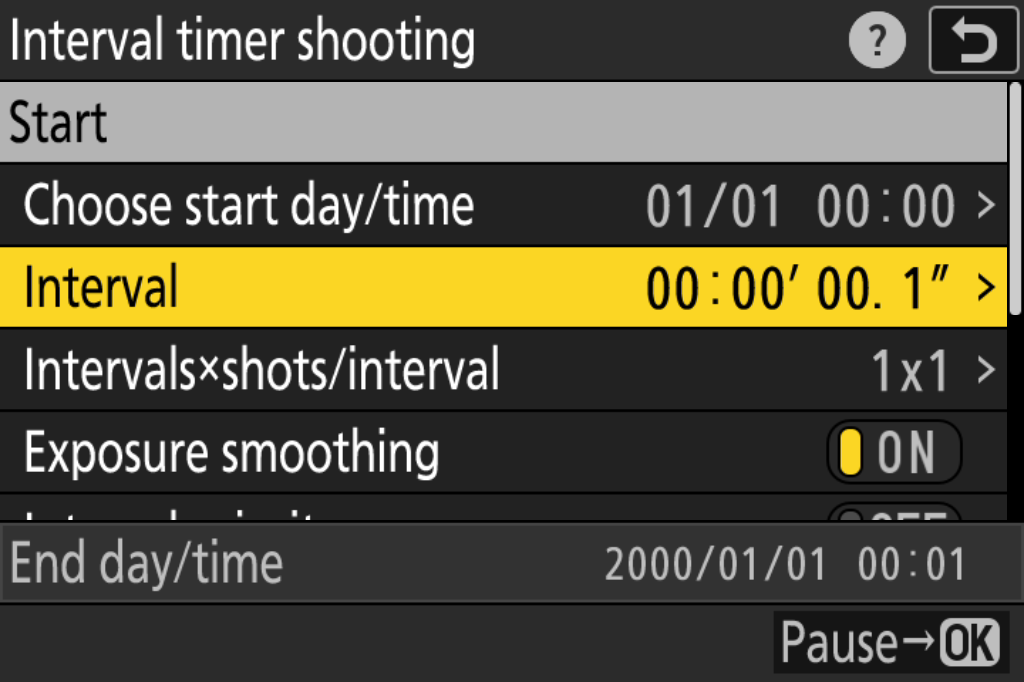 Interval timer shooting ?
Start
Choose start day/time 01/01 00:00 >
Interval 00:00′ 00. 1″ >
Intervals×shots/interval 1x1 >
Exposure smoothing ON
End day/time 2000/01/01 00:01
Pause→OK